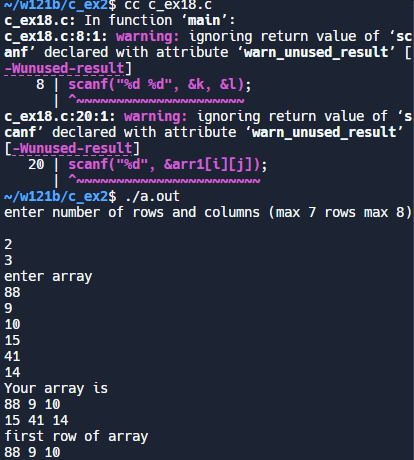 ~/w121b/c_ex2$ cc c_ex18.c
c_ex18.c: In function ‘main’:
c_ex18.c:8:1: warning: ignoring return value of ‘sc
anf’ declared with attribute ‘warn_unused_result’ [
-Wunused-result]
8 | scanf("%d %d", &k, &l);
| ^~~~~~~~~~~~~~~~~~~~~~
c_ex18.c:20:1: warning: ignoring return value of ‘s
canf’ declared with attribute ‘warn_unused_result’
[-Wunused-result]
20 | scanf("%d", &arr1[i][j]);
| ^~~~~~~~~~~~~~~~~~~~~~~~
~/w121b/c_ex2$ ./a.out
enter number of rows and columns (max 7 rows max 8)
2
3
enter array
88
9
10
15
41
14
Your array is
88 9 10
15 41 14
first row of array
88 9 10